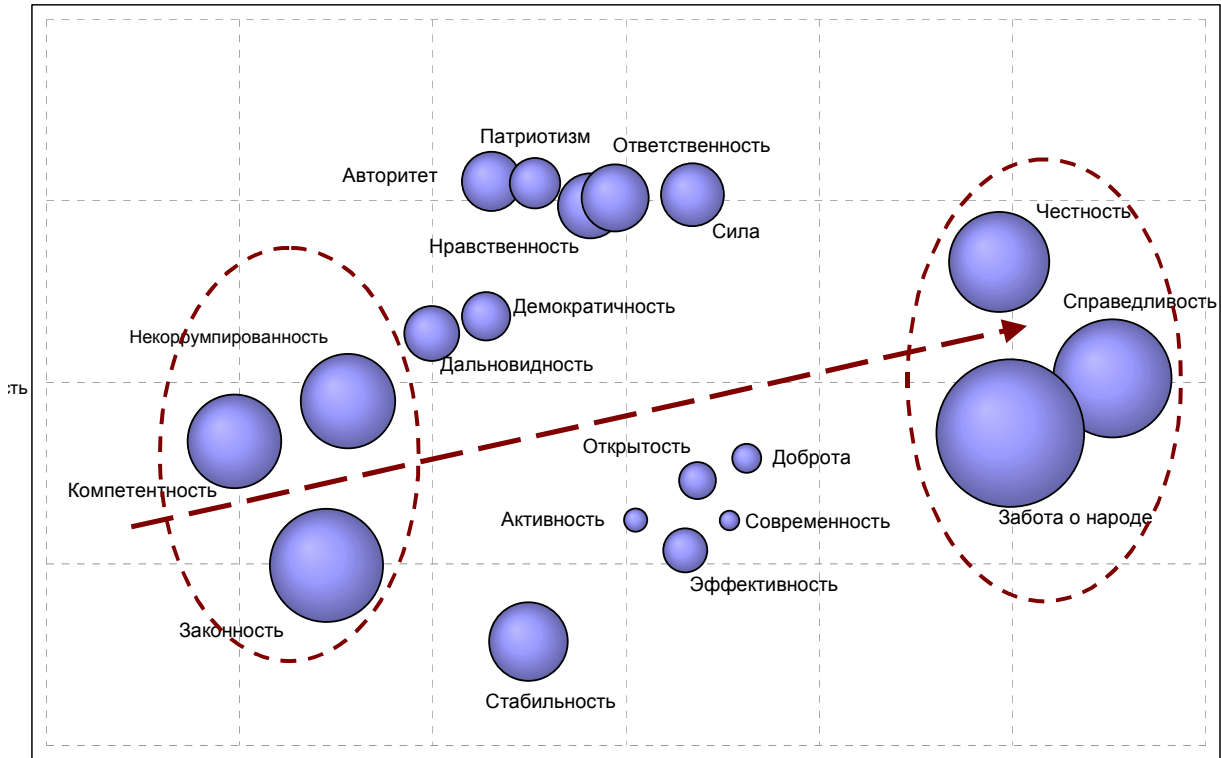 Патриотизм
Ответственность
Авторитет
Честность
Сила
Нравственность
Справедливость
Демократичность
Некоррумпированность
Дальновидность
Открытость
Доброта
Компетентность
Забота о народе
Активность
Современность
Эффективность
Законность
Стабильность